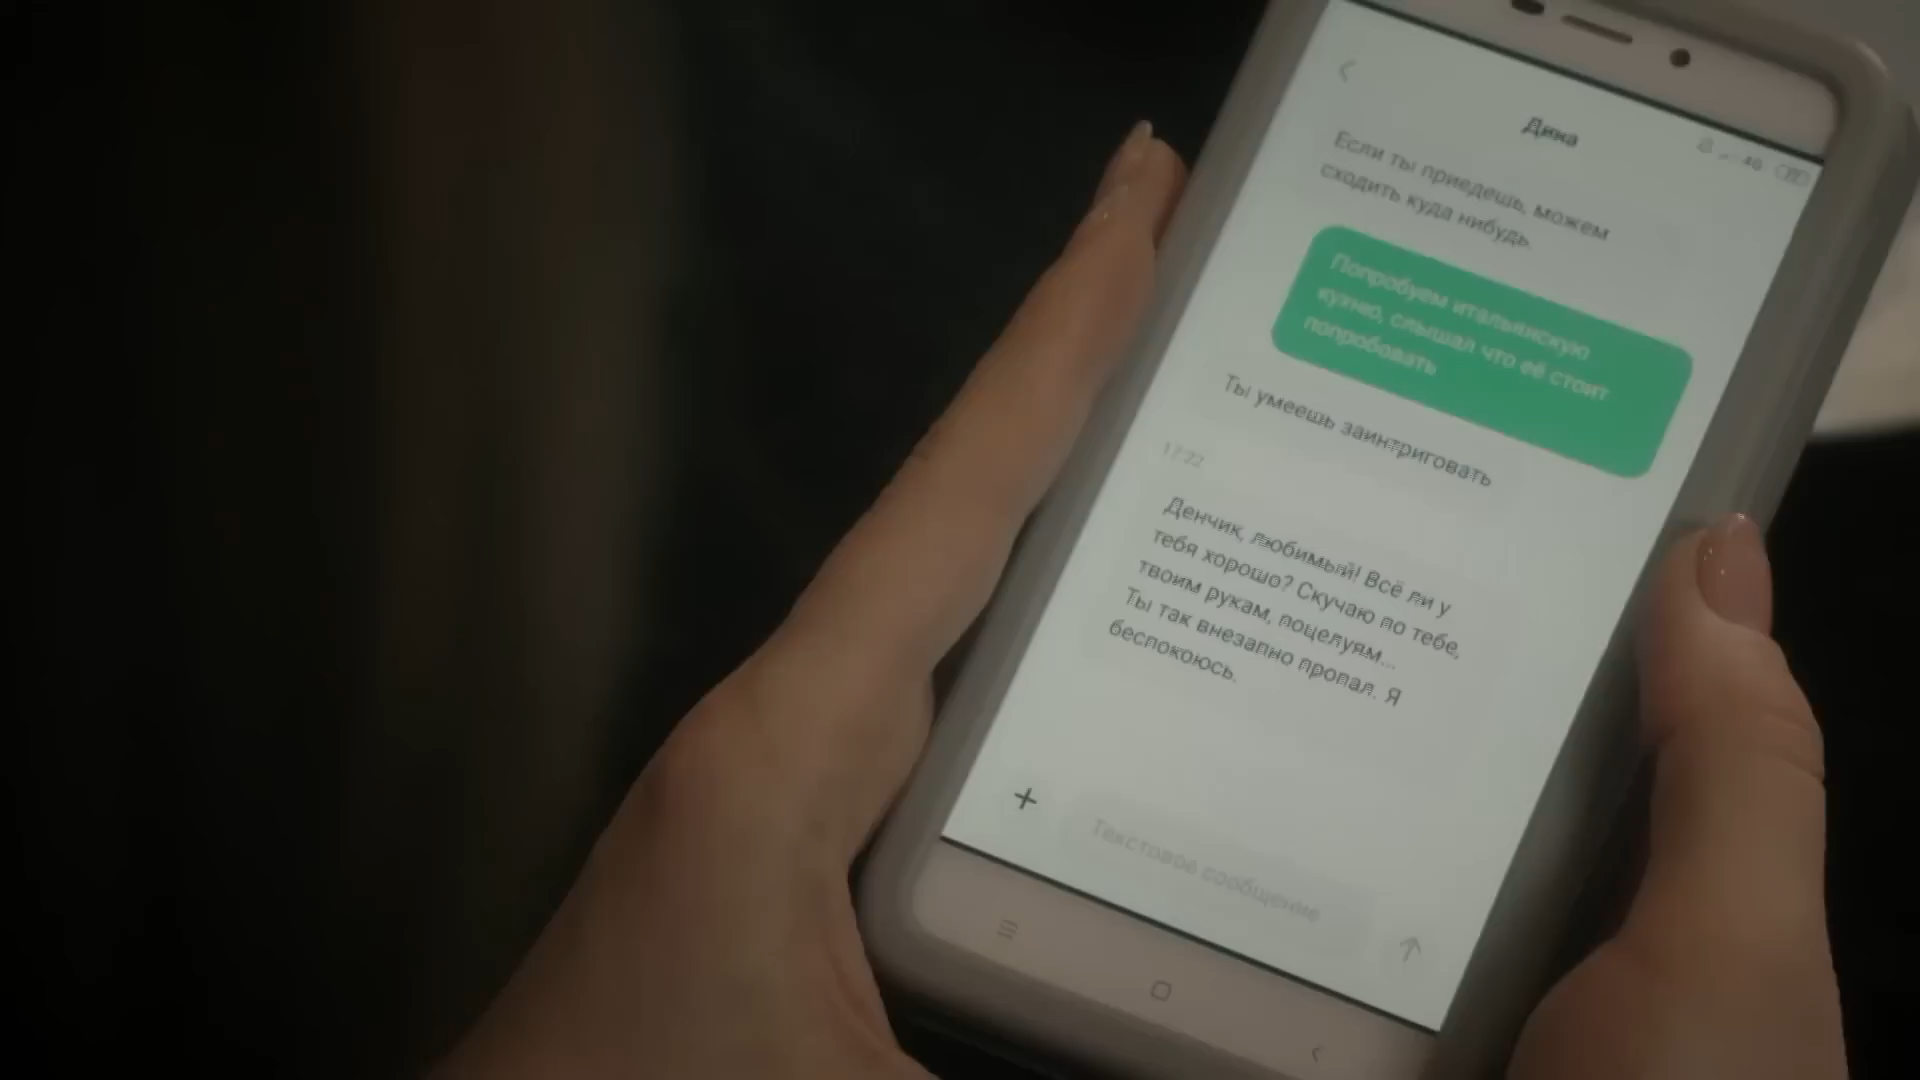 Дина
4G
Если ты приедешь, можем
сходить куда нибудь.
Попробуем итальянскую
кухню, слышал что её стоит
попробовать
Ты умеешь заинтриговать
17:22
Денчик, любимый! Всё ли у
тебя хорошо? Скучаю по тебе,
твоим рукам, поцелуям...
Ты так внезапно пропал. Я
беспокоюсь.
Текстовое сообщение